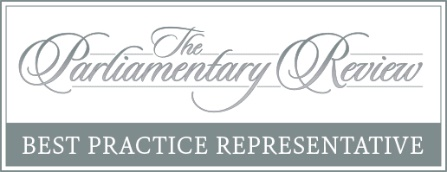 The
Parliamentary Review
BEST PRACTICE REPRESENTATIVE